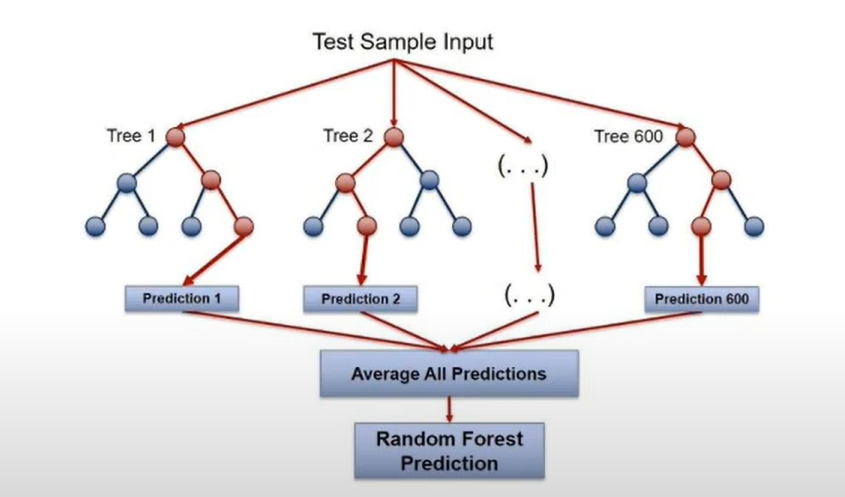 Test Sample Input
Tree 1
Tree 2
(...)
Tree 600
Prediction 1
Prediction 2
(...)
Prediction 600
Average All Predictions
Random Forest
Prediction